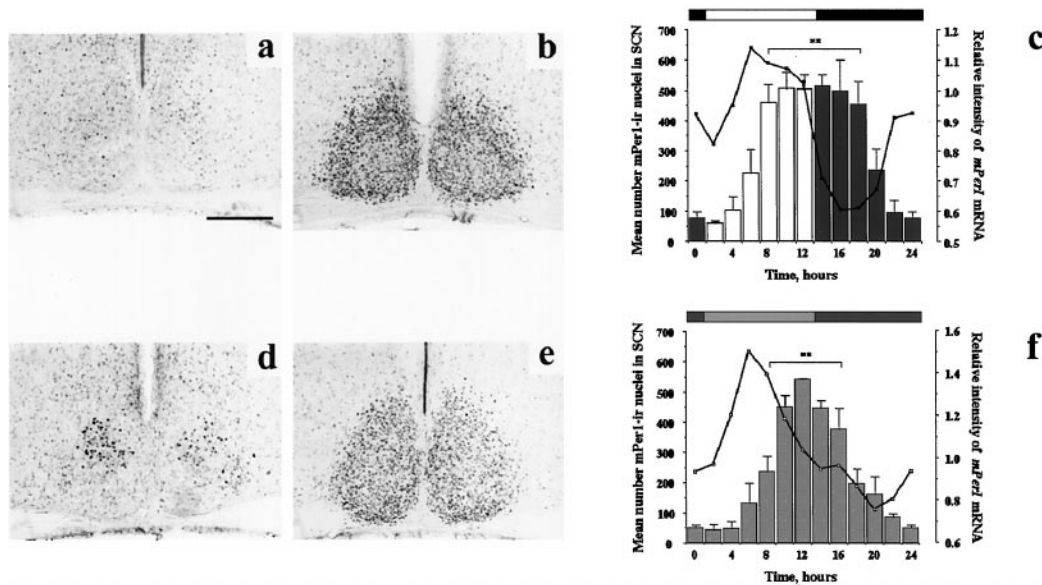 a
b
d
e
c
700
600
500
400
300
200
100
0
Mean number mPer1-ir nuclei in SCN
**
1.2
1.1
1.0
0.9
0.8
0.7
0.6
0.5
Relative intensity of mPer1 mRNA
0 4 8 12 16 20 24
Time, hours
f
700
600
500
400
300
200
100
0
Mean number mPer1-ir nuclei in SCN
**
1.6
1.4
1.2
1.0
0.8
0.6
Relative intensity of mPer1 mRNA
0 4 8 12 16 20 24
Time, hours